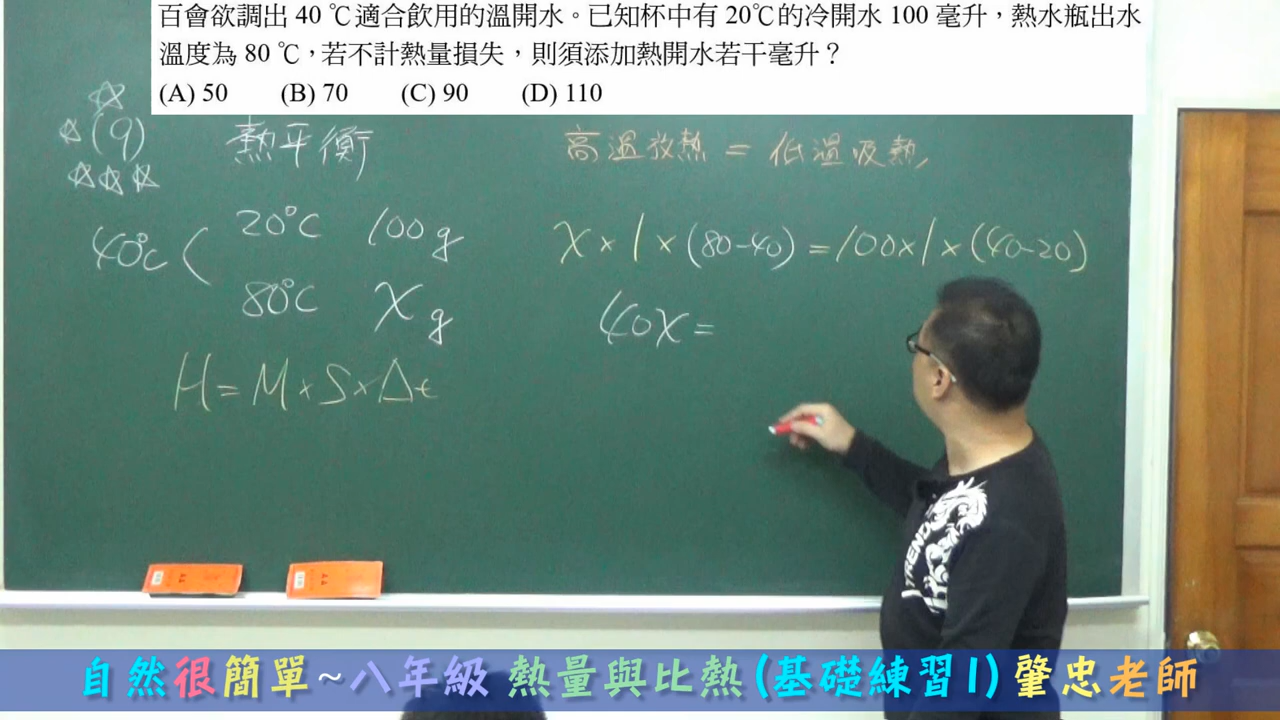 百會欲調出 40 ℃適合飲用的溫開水。已知杯中有 20℃的冷開水 100 毫升，熱水瓶出水
溫度為 80 ℃，若不計熱量損失，則須添加熱開水若干毫升？
(A) 50 (B) 70 (C) 90 (D) 110
(9) 熱平衡
高溫放熱 = 低溫吸熱
40℃ ( 20℃ 100g
80℃ Xg
X × 1 × (80-40) = 100×1×(40-20)
40X =
H = M × S × Δt
TREND
自然很簡單~八年級 熱量與比熱(基礎練習1)肇忠老師